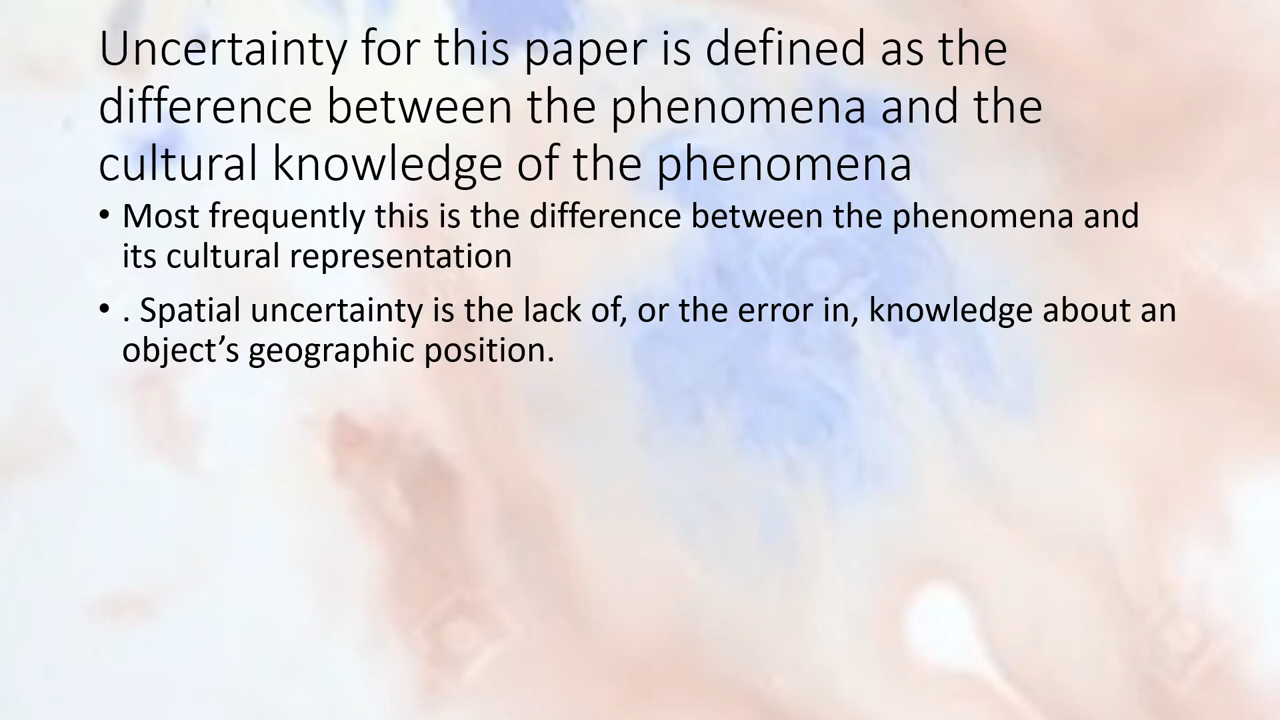 Uncertainty for this paper is defined as the
difference between the phenomena and the
cultural knowledge of the phenomena
• Most frequently this is the difference between the phenomena and
its cultural representation
• . Spatial uncertainty is the lack of, or the error in, knowledge about an
object’s geographic position.